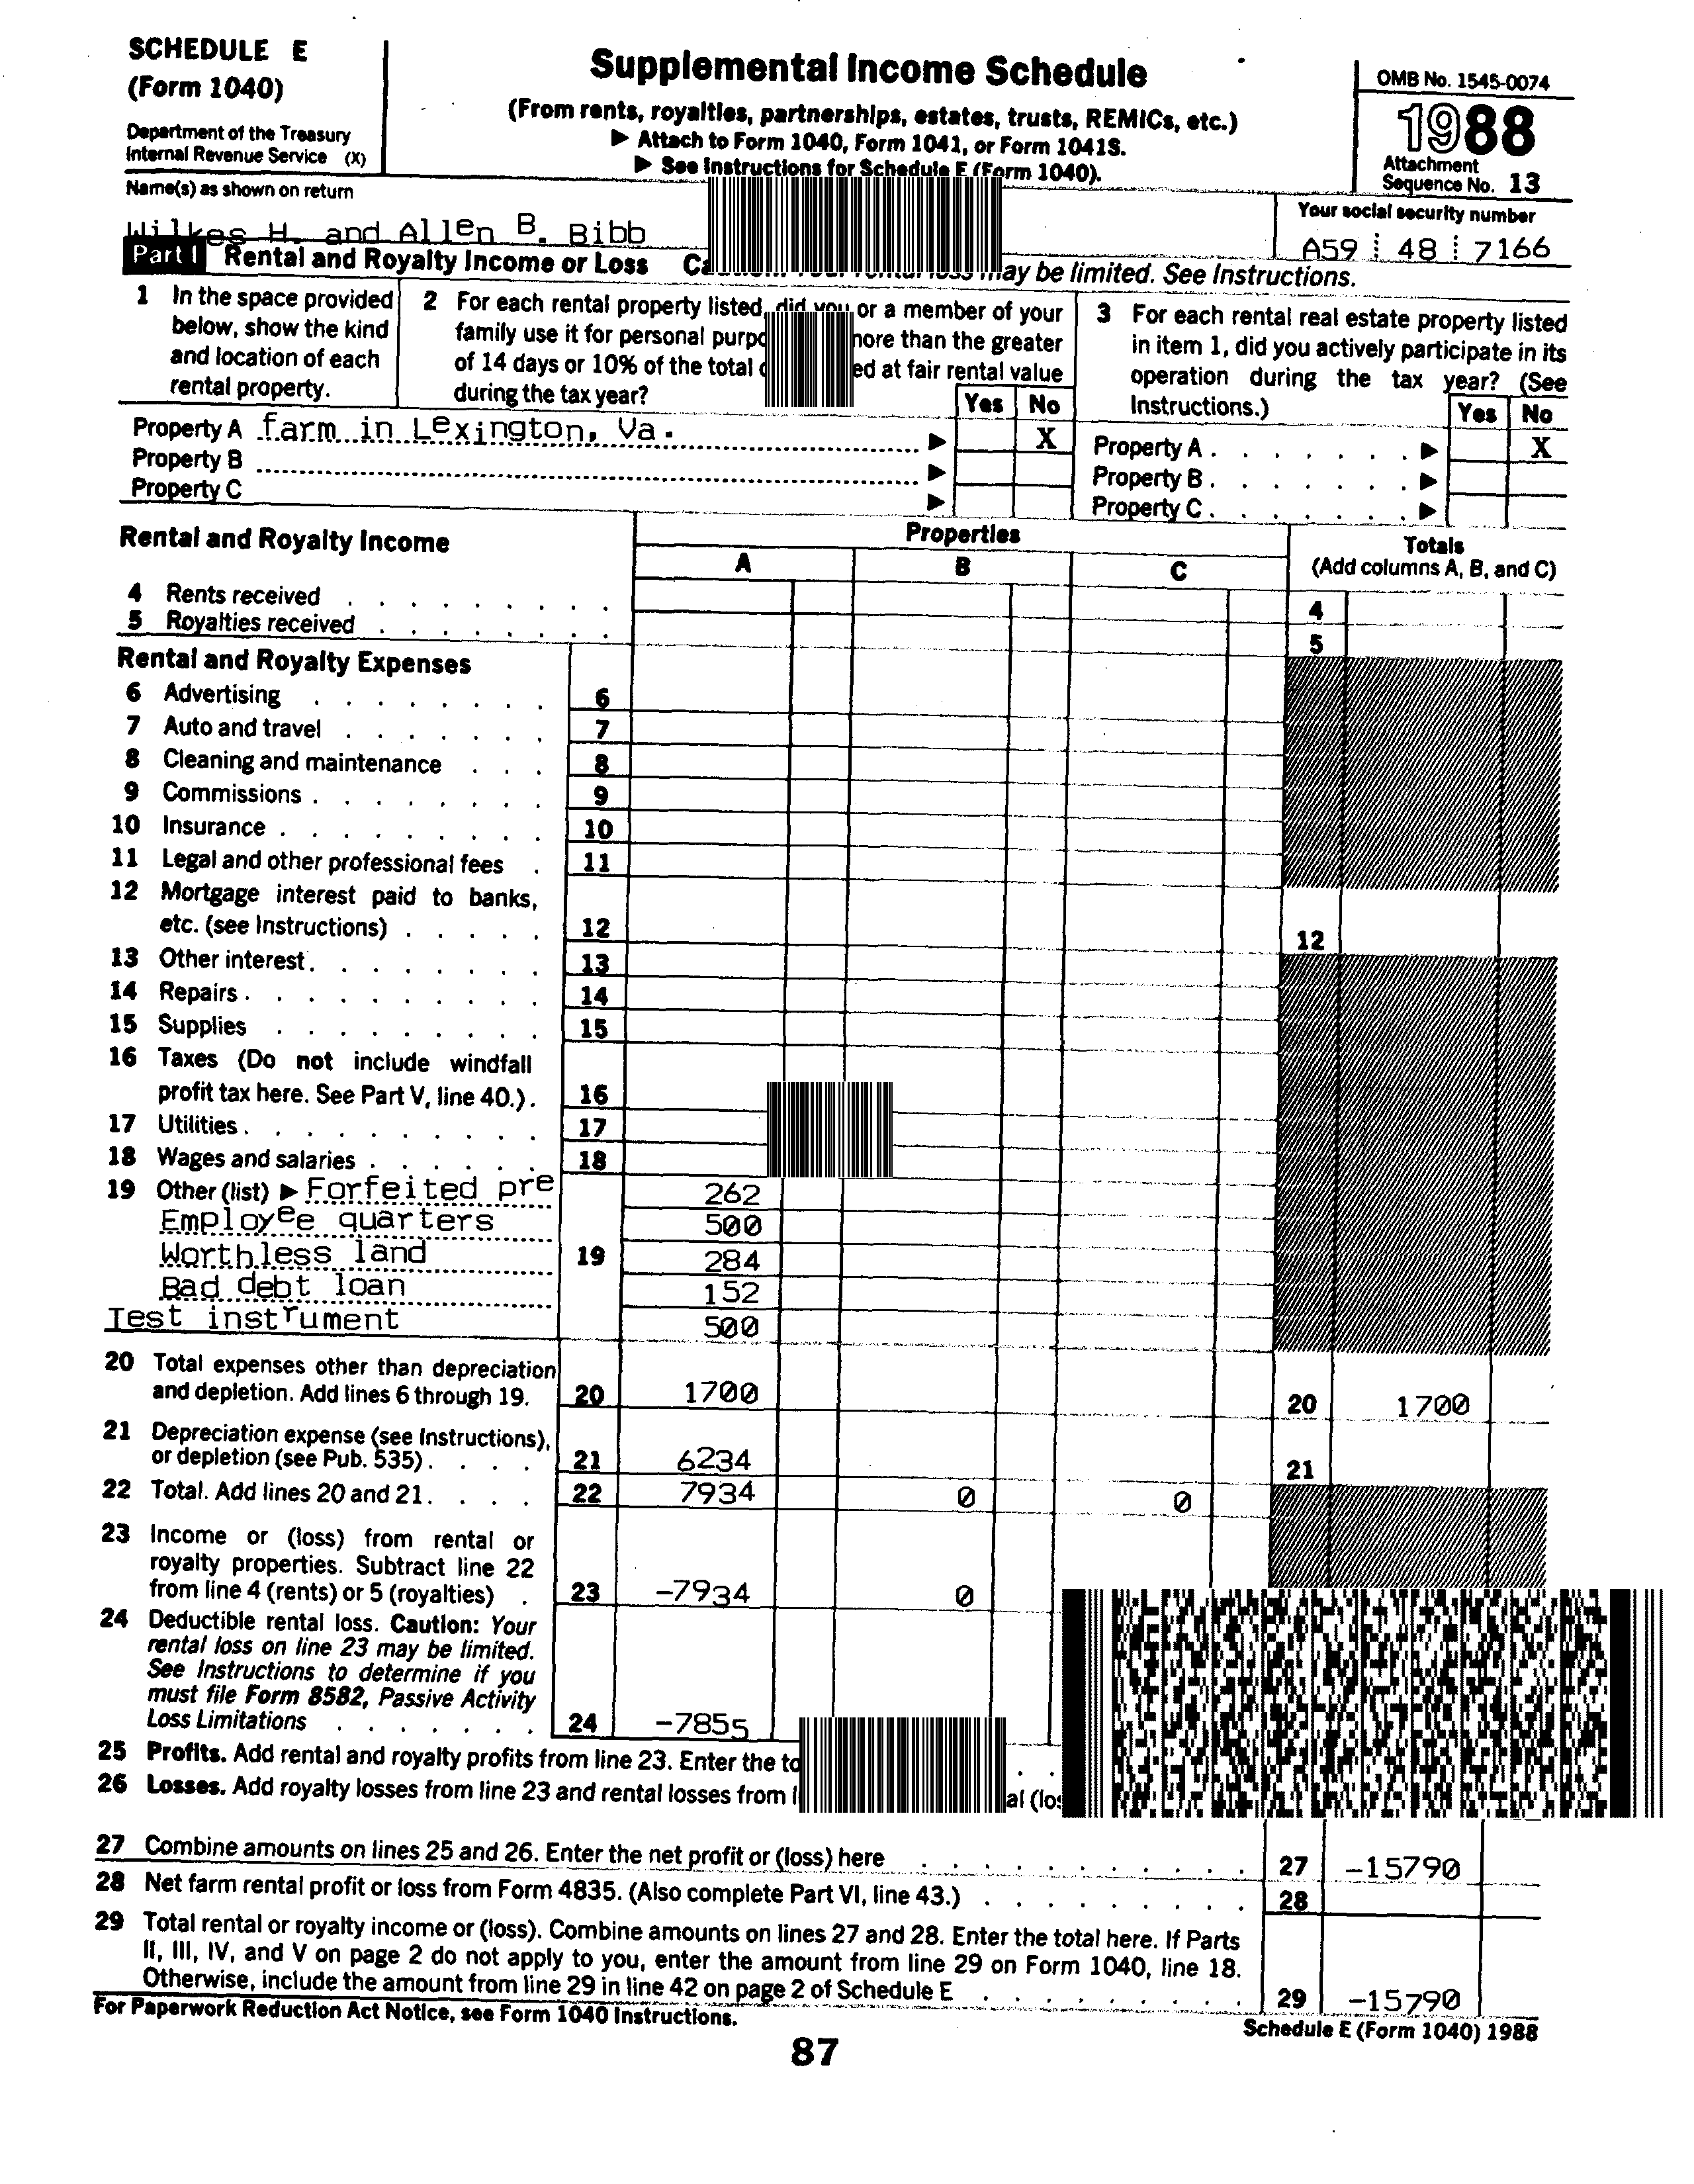 SCHEDULE E
(Form 1040)
Department of the Treasury
Internal Revenue Service (X)
Supplemental Income Schedule
(From rents, royalties, partnerships, estates, trusts, REMICs, etc.)
▶ Attach to Form 1040, Form 1041, or Form 1041S.
▶ See Instructions for Schedule E (Form 1040).
OMB No. 1545-0074
1988
Attachment
Sequence No. 13
Name(s) as shown on return
Wilkes H. and Allen B. Bibb
Your social security number
A59 48 7166
Part I Rental and Royalty Income or Loss may be limited. See Instructions.
1 In the space provided
below, show the kind
and location of each
rental property.
2 For each rental property listed, did you or a member of your
family use it for personal more than the greater
of 14 days or 10% of the total at fair rental value
during the tax year?
Yes No
3 For each rental real estate property listed
in item 1, did you actively participate in its
operation during the tax year? (See
Instructions.)
Yes No
Property A farm in Lexington, Va. ▶ X
Property B ▶
Property C ▶
Property A ▶ X
Property B ▶
Property C ▶
Rental and Royalty Income
Properties
A B C
Totals
(Add columns A, B, and C)
4 Rents received 4
5 Royalties received 5
Rental and Royalty Expenses
6 Advertising 6
7 Auto and travel 7
8 Cleaning and maintenance 8
9 Commissions 9
10 Insurance 10
11 Legal and other professional fees 11
12 Mortgage interest paid to banks,
etc. (see Instructions) 12 12
13 Other interest 13
14 Repairs 14
15 Supplies 15
16 Taxes (Do not include windfall
profit tax here. See Part V, line 40.) 16
17 Utilities 17
18 Wages and salaries 18
19 Other (list) ▶ Forfeited pre 262
Employee quarters 500
Worthless land 19 284
Bad debt loan 152
Test instrument 500
20 Total expenses other than depreciation
and depletion. Add lines 6 through 19. 20 1700 20 1700
21 Depreciation expense (see Instructions),
or depletion (see Pub. 535) 21 6234 21
22 Total. Add lines 20 and 21 22 7934 0 0
23 Income or (loss) from rental or
royalty properties. Subtract line 22
from line 4 (rents) or 5 (royalties) 23 -7934 0
24 Deductible rental loss. Caution: Your
rental loss on line 23 may be limited.
See Instructions to determine if you
must file Form 8582, Passive Activity
Loss Limitations 24 -7855
25 Profits. Add rental and royalty profits from line 23. Enter the
26 Losses. Add royalty losses from line 23 and rental losses from
27 Combine amounts on lines 25 and 26. Enter the net profit or (loss) here 27 -15790
28 Net farm rental profit or loss from Form 4835. (Also complete Part VI, line 43.) 28
29 Total rental or royalty income or (loss). Combine amounts on lines 27 and 28. Enter the total here. If Parts
II, III, IV, and V on page 2 do not apply to you, enter the amount from line 29 on Form 1040, line 18.
Otherwise, include the amount from line 29 in line 42 on page 2 of Schedule E 29 -15790
For Paperwork Reduction Act Notice, see Form 1040 Instructions.
Schedule E (Form 1040) 1988
87